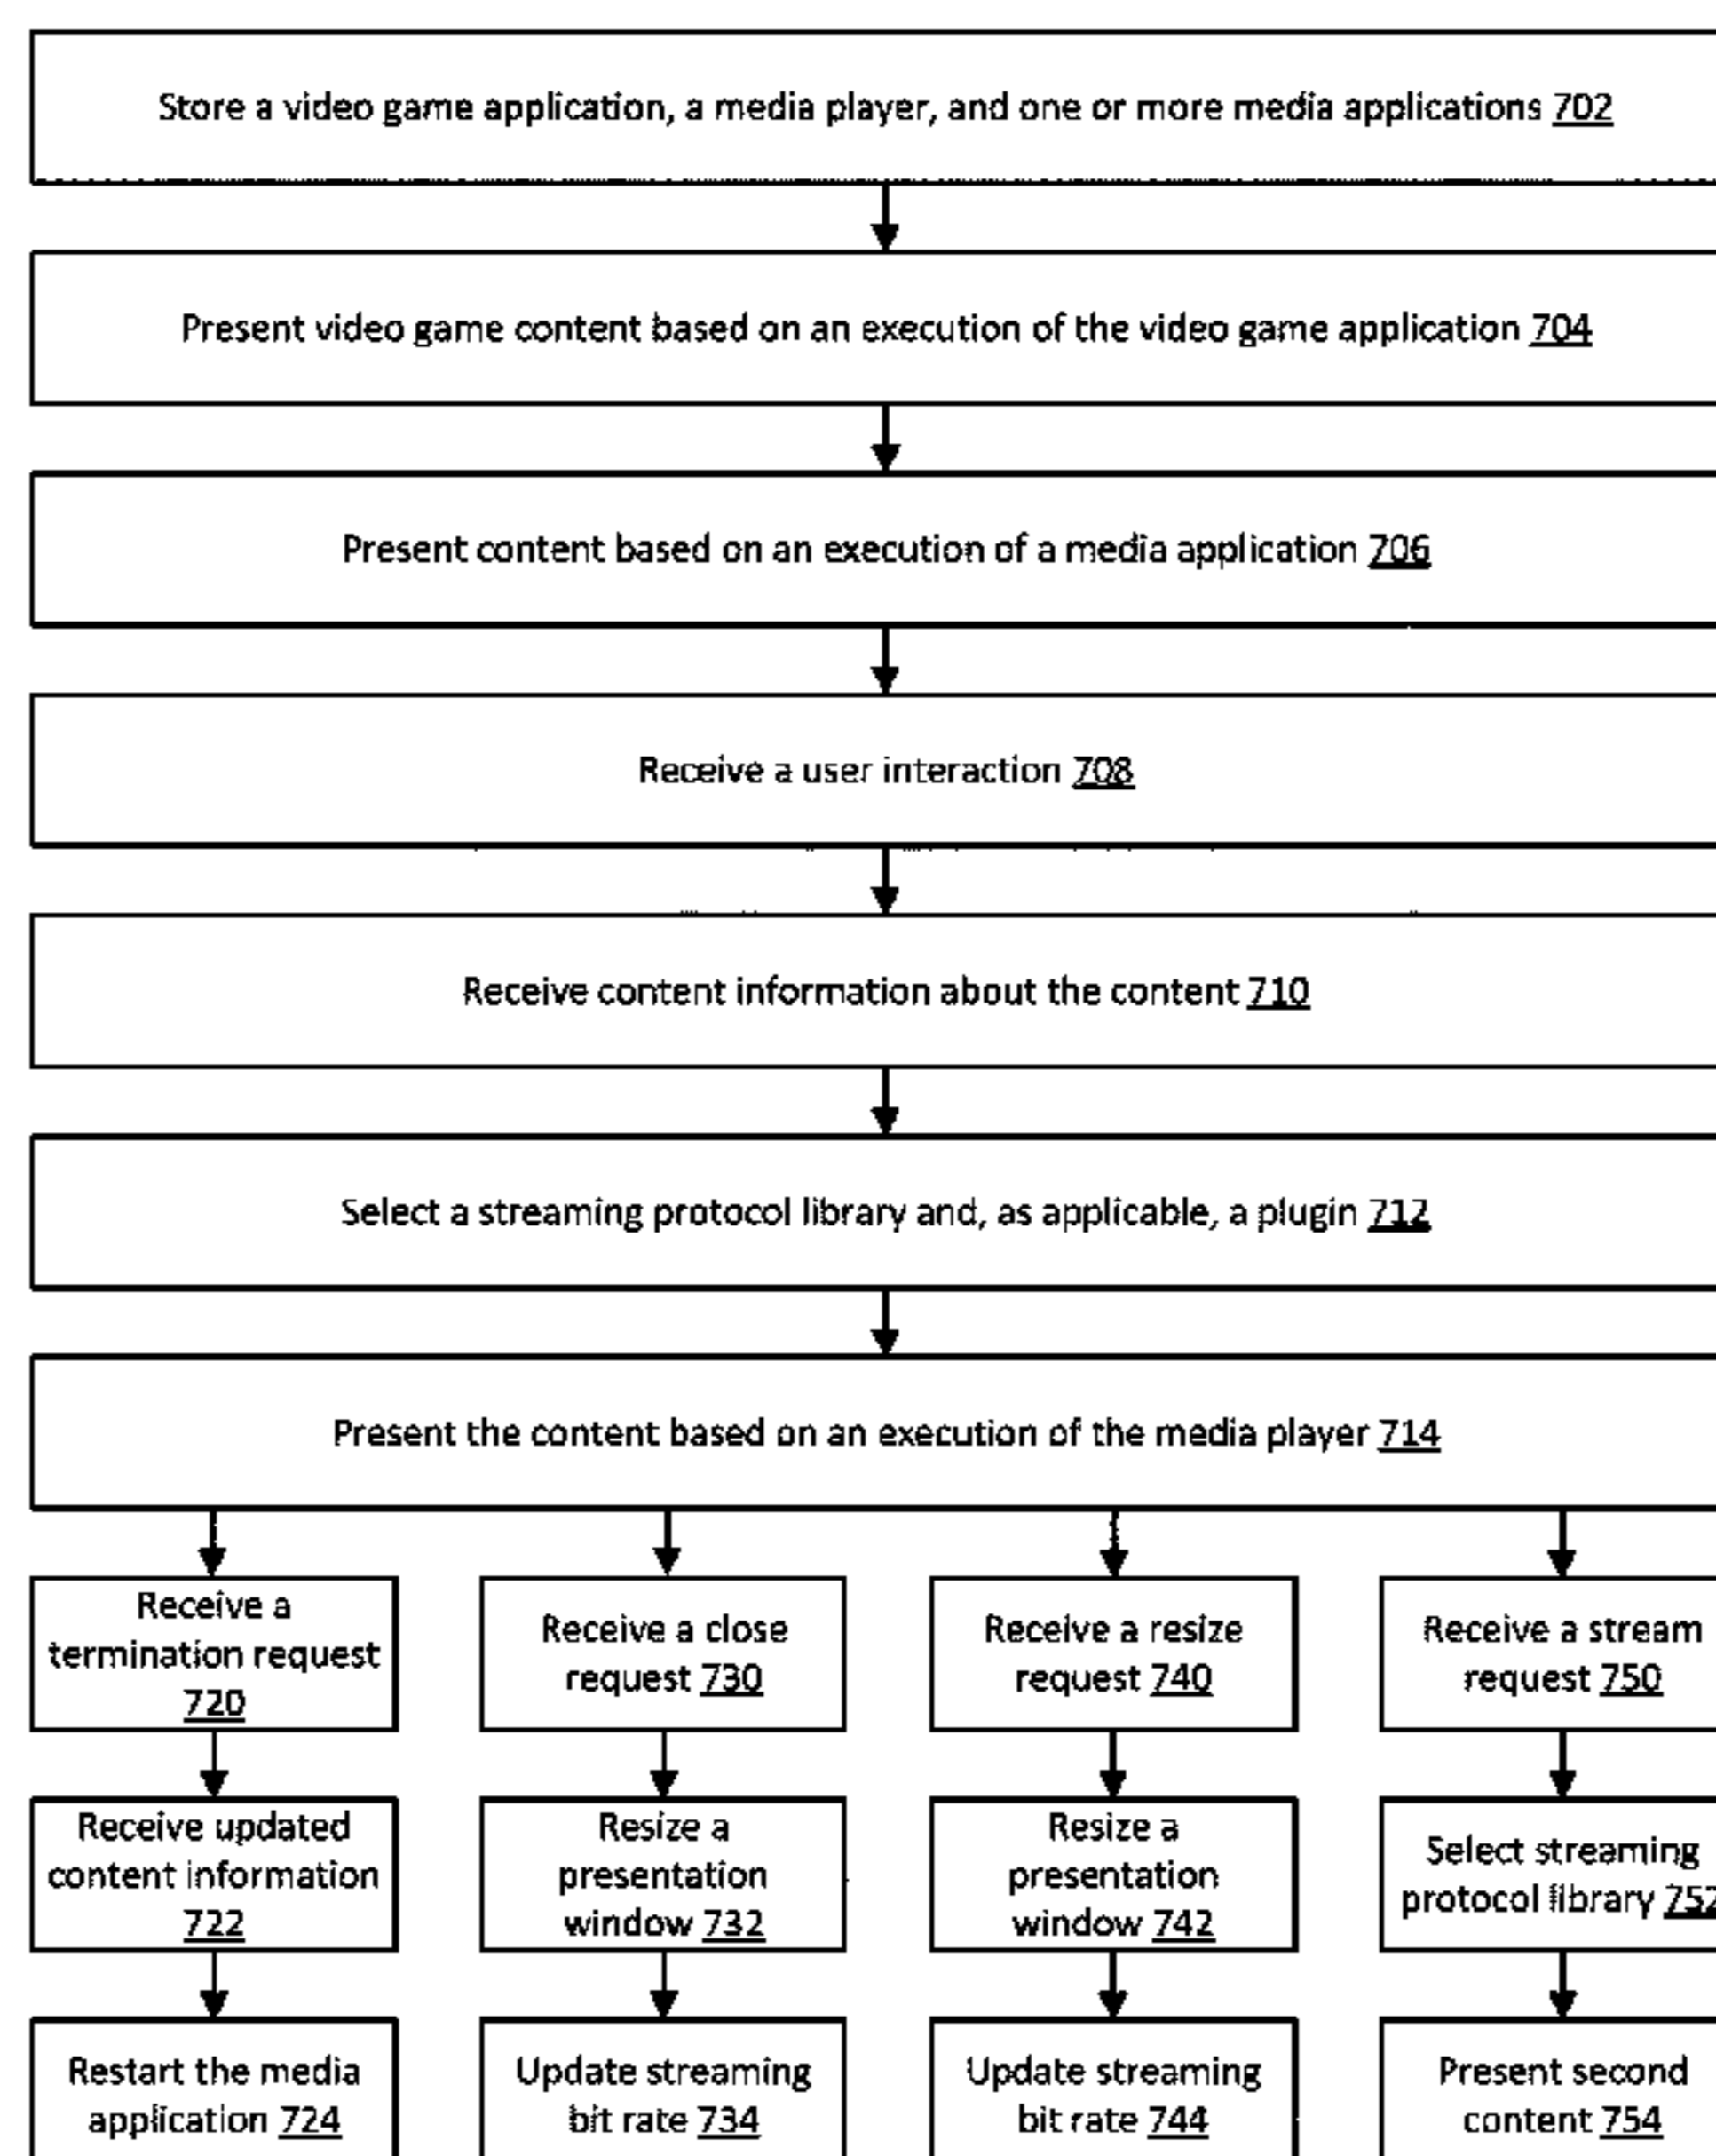 Store a video game application, a media player, and one or more media applications 702
Present video game content based on an execution of the video game application 704
Present content based on an execution of a media application 706
Receive a user interaction 708
Receive content information about the content 710
Select a streaming protocol library and, as applicable, a plugin 712
Present the content based on an execution of the media player 714
Receive a
termination request
720
Receive a close
request 730
Receive a resize
request 740
Receive a stream
request 750
Receive updated
content information
722
Resize a
presentation
window 732
Resize a
presentation
window 742
Select streaming
protocol library 752
Restart the media
application 724
Update streaming
bit rate 734
Update streaming
bit rate 744
Present second
content 754